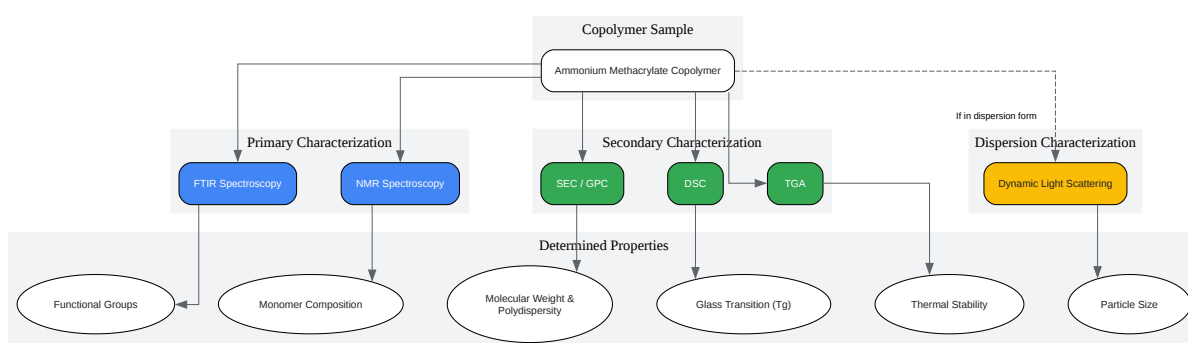 Copolymer Sample
Ammonium Methacrylate Copolymer
If in dispersion form
Primary Characterization
Secondary Characterization
Dispersion Characterization
FTIR Spectroscopy
NMR Spectroscopy
SEC / GPC
DSC
TGA
Dynamic Light Scattering
Determined Properties
Functional Groups
Monomer Composition
Molecular Weight &
Polydispersity
Glass Transition (Tg)
Thermal Stability
Particle Size